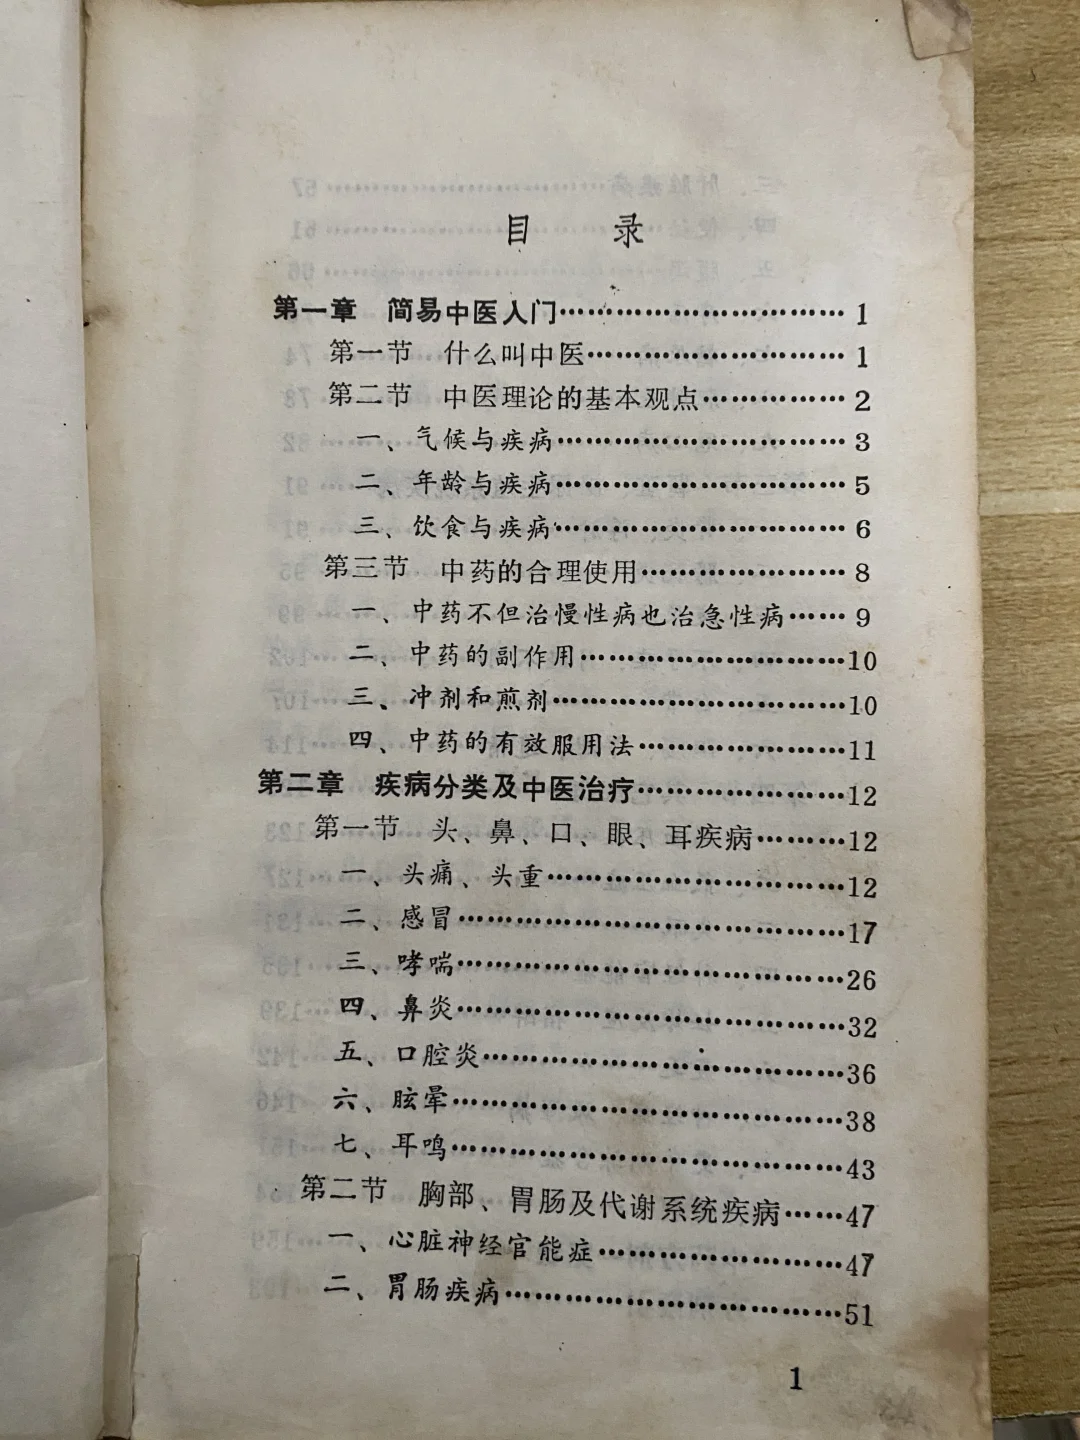 目 录
第一章 简易中医入门…………………………1
第一节 什么叫中医………………………1
第二节 中医理论的基本观点……………2
一、气候与疾病…………………………3
二、年龄与疾病…………………………5
三、饮食与疾病…………………………6
第三节 中药的合理使用…………………8
一、中药不但治慢性病也治急性病……9
二、中药的副作用………………………10
三、冲剂和煎剂…………………………10
四、中药的有效服用法…………………11
第二章 疾病分类及中医治疗…………………12
第一节 头、鼻、口、眼、耳疾病………12
一、头痛、头重…………………………12
二、感冒…………………………………17
三、哮喘…………………………………26
四、鼻炎…………………………………32
五、口腔炎………………………………36
六、眩晕…………………………………38
七、耳鸣…………………………………43
第二节 胸部、胃肠及代谢系统疾病……47
一、心脏神经官能症……………………47
二、胃肠疾病……………………………51
1